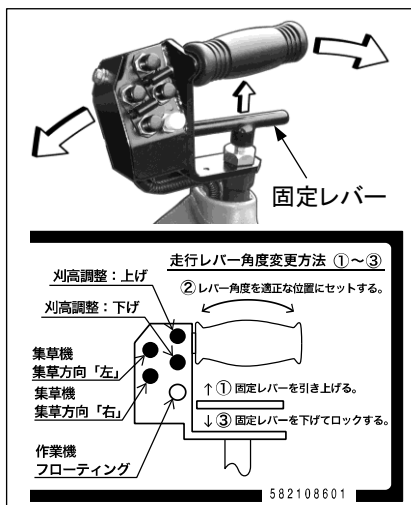 固定レバー
走行レバー角度変更方法 ①〜③
② レバー角度を適正な位置にセットする。
刈高調整：上げ
刈高調整：下げ
集草機
集草方向「左」
集草機
集草方向「右」
作業機
フローティング
↑ ① 固定レバーを引き上げる。
↓ ③ 固定レバーを下げてロックする。
582108601